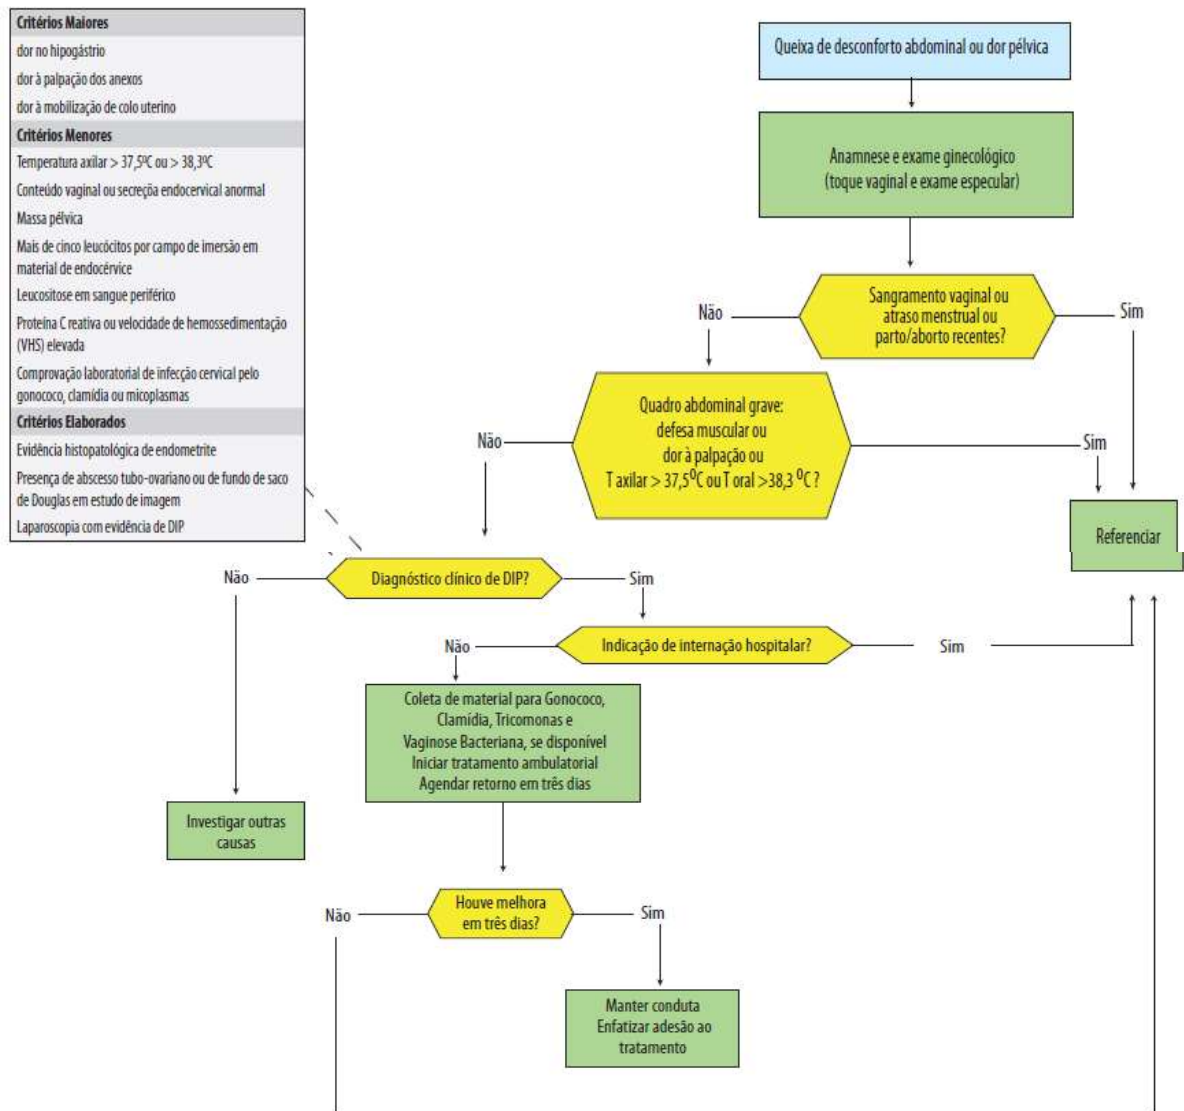 Critérios Maiores
dor no hipogástrio
dor à palpação dos anexos
dor à mobilização de colo uterino
Critérios Menores
Temperatura axilar > 37,5ºC ou > 38,3ºC
Conteúdo vaginal ou secreçõa endocervical anormal
Massa pélvica
Mais de cinco leucócitos por campo de imersão em
material de endocérvice
Leucositose em sangue periférico
Proteína C reativa ou velocidade de hemossedimentação
(VHS) elevada
Comprovação laboratorial de infecção cervical pelo
gonococo, clamídia ou micoplasmas
Critérios Elaborados
Evidência histopatológica de endometrite
Presença de abscesso tubo-ovariano ou de fundo de saco
de Douglas em estudo de imagem
Laparoscopia com evidência de DIP
Queixa de desconforto abdominal ou dor pélvica
Anamnese e exame ginecológico
(toque vaginal e exame especular)
Sangramento vaginal ou
atraso menstrual ou
parto/aborto recentes?
Não
Sim
Quadro abdominal grave:
defesa muscular ou
dor à palpação ou
T axilar > 37,5ºC ou T oral >38,3 ºC ?
Não
Sim
Referenciar
Diagnóstico clínico de DIP?
Não
Sim
Indicação de internação hospitalar?
Não
Sim
Coleta de material para Gonococo,
Clamídia, Tricomonas e
Vaginose Bacteriana, se disponível
Iniciar tratamento ambulatorial
Agendar retorno em três dias
Investigar outras
causas
Houve melhora
em três dias?
Não
Sim
Manter conduta
Enfatizar adesão ao
tratamento